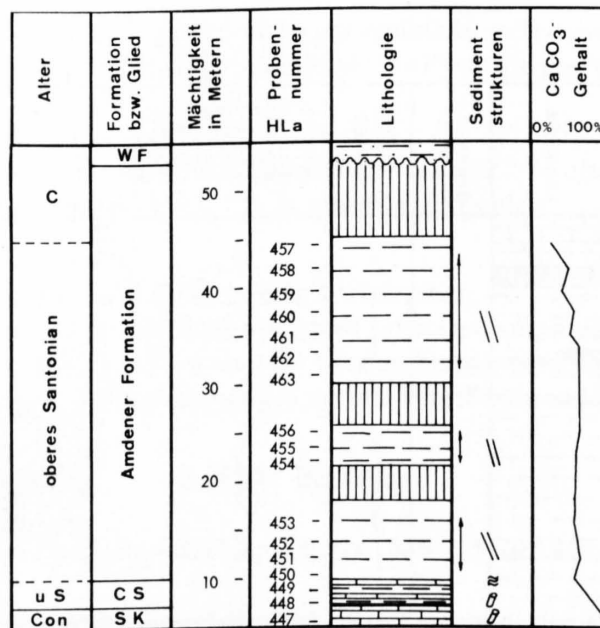 Alter
Formation
bzw. Glied
Mächtigkeit
in Metern
Proben-
nummer
HLa
Lithologie
Sediment-
strukturen
CaCO3-
Gehalt
0% 100%
WF
C
50
457
458
459
40
460
461
462
463
30
oberes Santonian
Amdener Formation
456
455
454
20
453
452
451
450
10
449
uS
CS
448
Con
SK
447